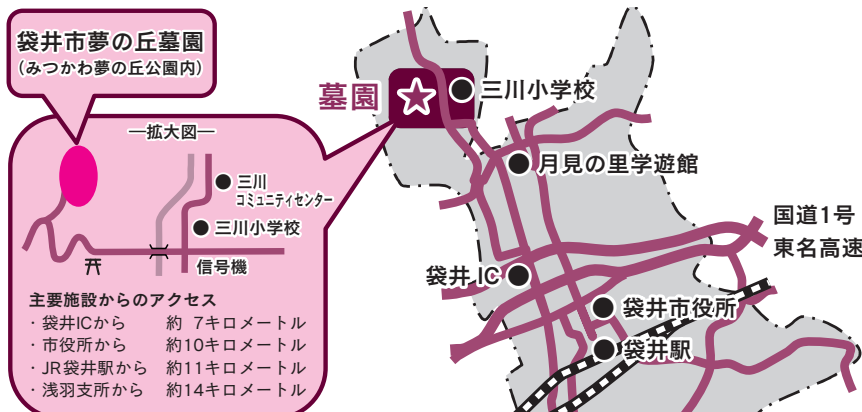 袋井市夢の丘墓園
(みつかわ夢の丘公園内)
―拡大図―
三川
コミュニティセンター
三川小学校
信号機
主要施設からのアクセス
・袋井ICから 約 7キロメートル
・市役所から 約10キロメートル
・JR袋井駅から 約11キロメートル
・浅羽支所から 約14キロメートル
墓園
三川小学校
月見の里学遊館
国道1号
東名高速
袋井 IC
袋井市役所
袋井駅